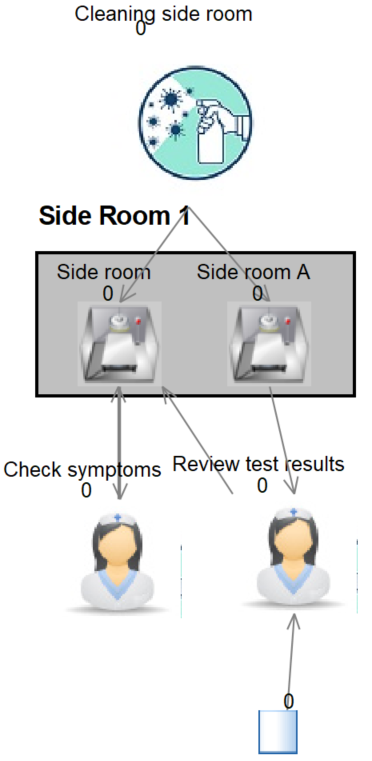 Cleaning side room
0
Side Room 1
Side room
0
Side room A
0
Check symptoms
0
Review test results
0
0